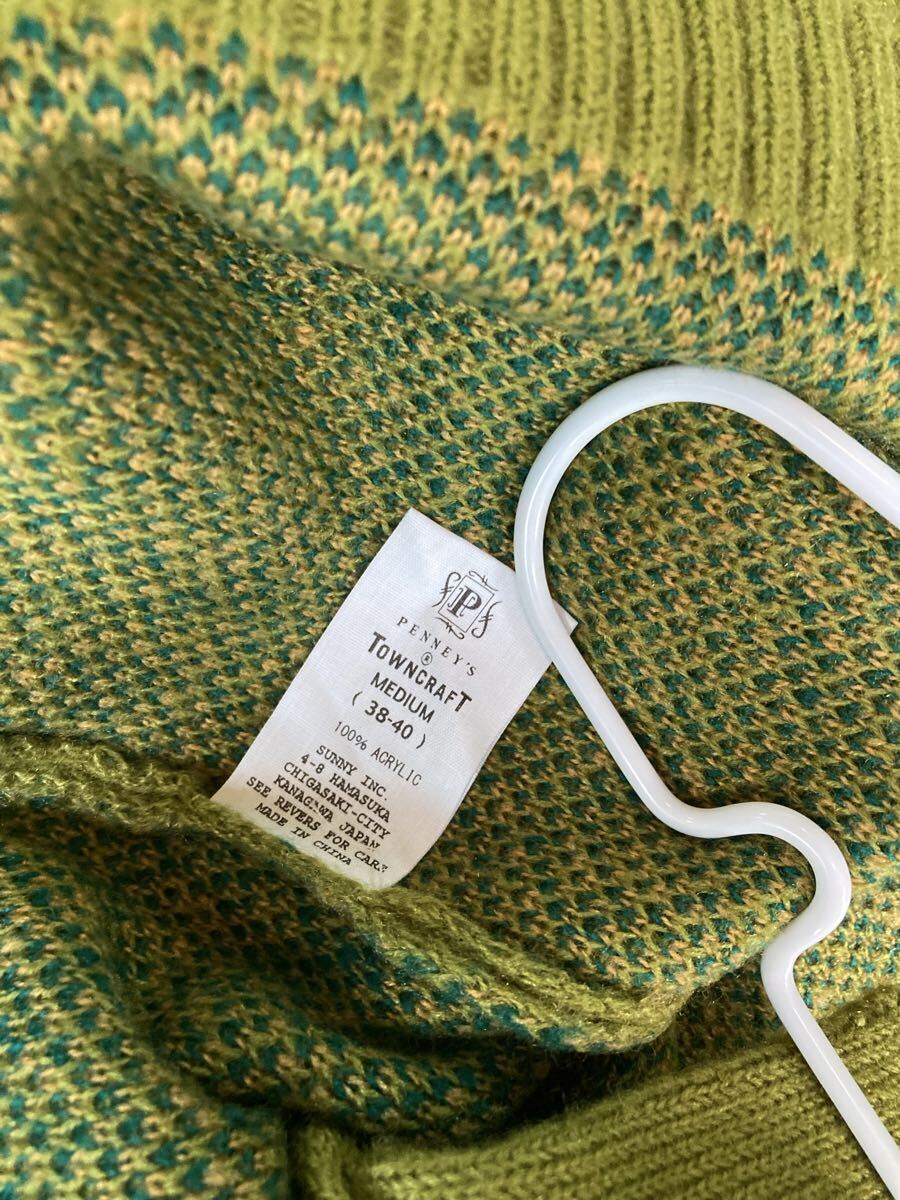 P
PENNEY'S
®
TOWNCRAFT
MEDIUM
( 38-40 )
100% ACRYLIC
SUNNY INC.
4-8 HAMASUKA
CHIGASAKI-CITY
KANAGAWA JAPAN
SEE REVERS FOR CARE
MADE IN CHINA